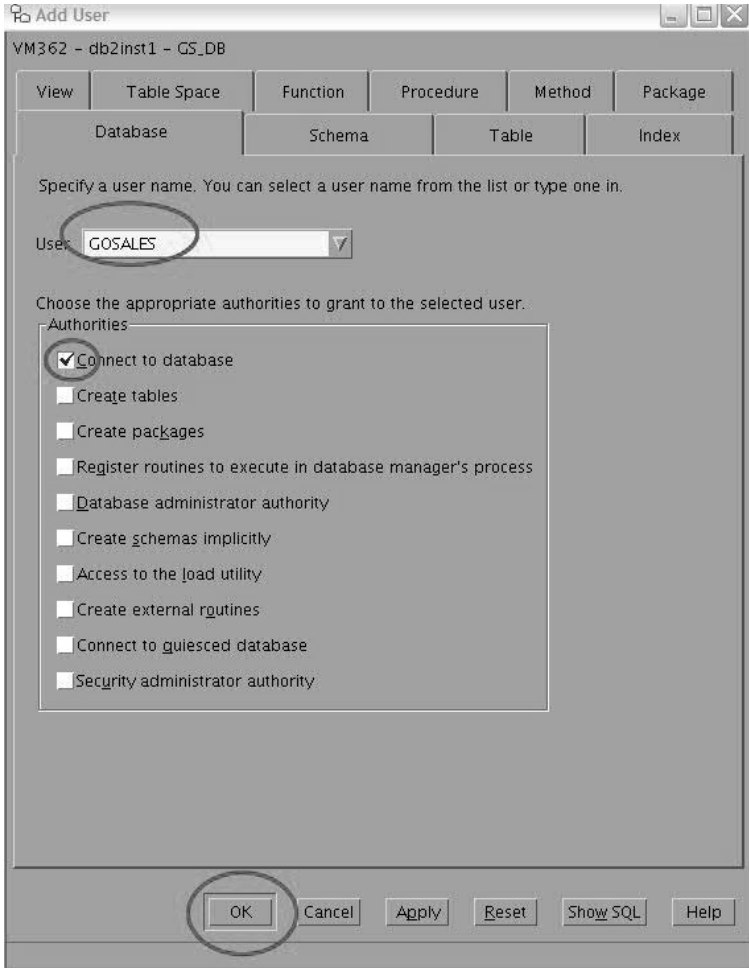 Add User
VM362 - db2inst1 - GS_DB
View Table Space Function Procedure Method Package
Database Schema Table Index
Specify a user name. You can select a user name from the list or type one in.
User GOSALES
Choose the appropriate authorities to grant to the selected user.
Authorities
Connect to database
Create tables
Create packages
Register routines to execute in database manager's process
Database administrator authority
Create schemas implicitly
Access to the load utility
Create external routines
Connect to quiesced database
Security administrator authority
OK Cancel Apply Reset Show SQL Help